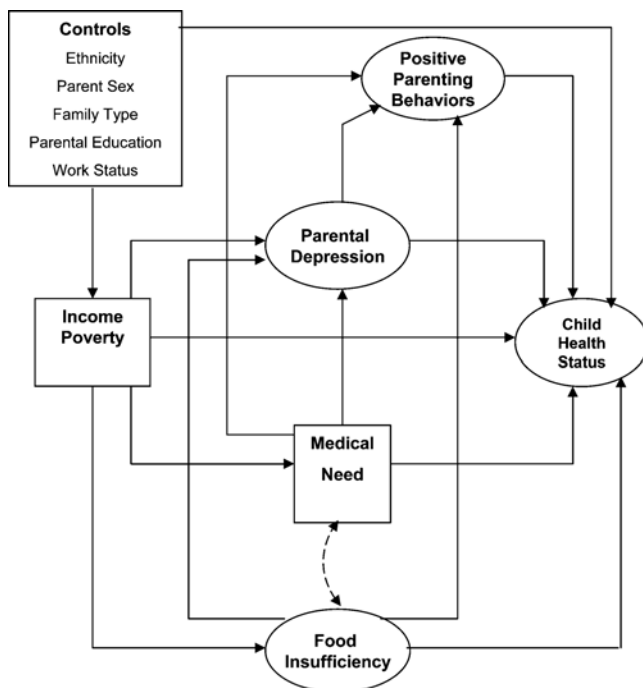 Controls
Ethnicity
Parent Sex
Family Type
Parental Education
Work Status
Positive
Parenting
Behaviors
Parental
Depression
Income
Poverty
Child
Health
Status
Medical
Need
Food
Insufficiency